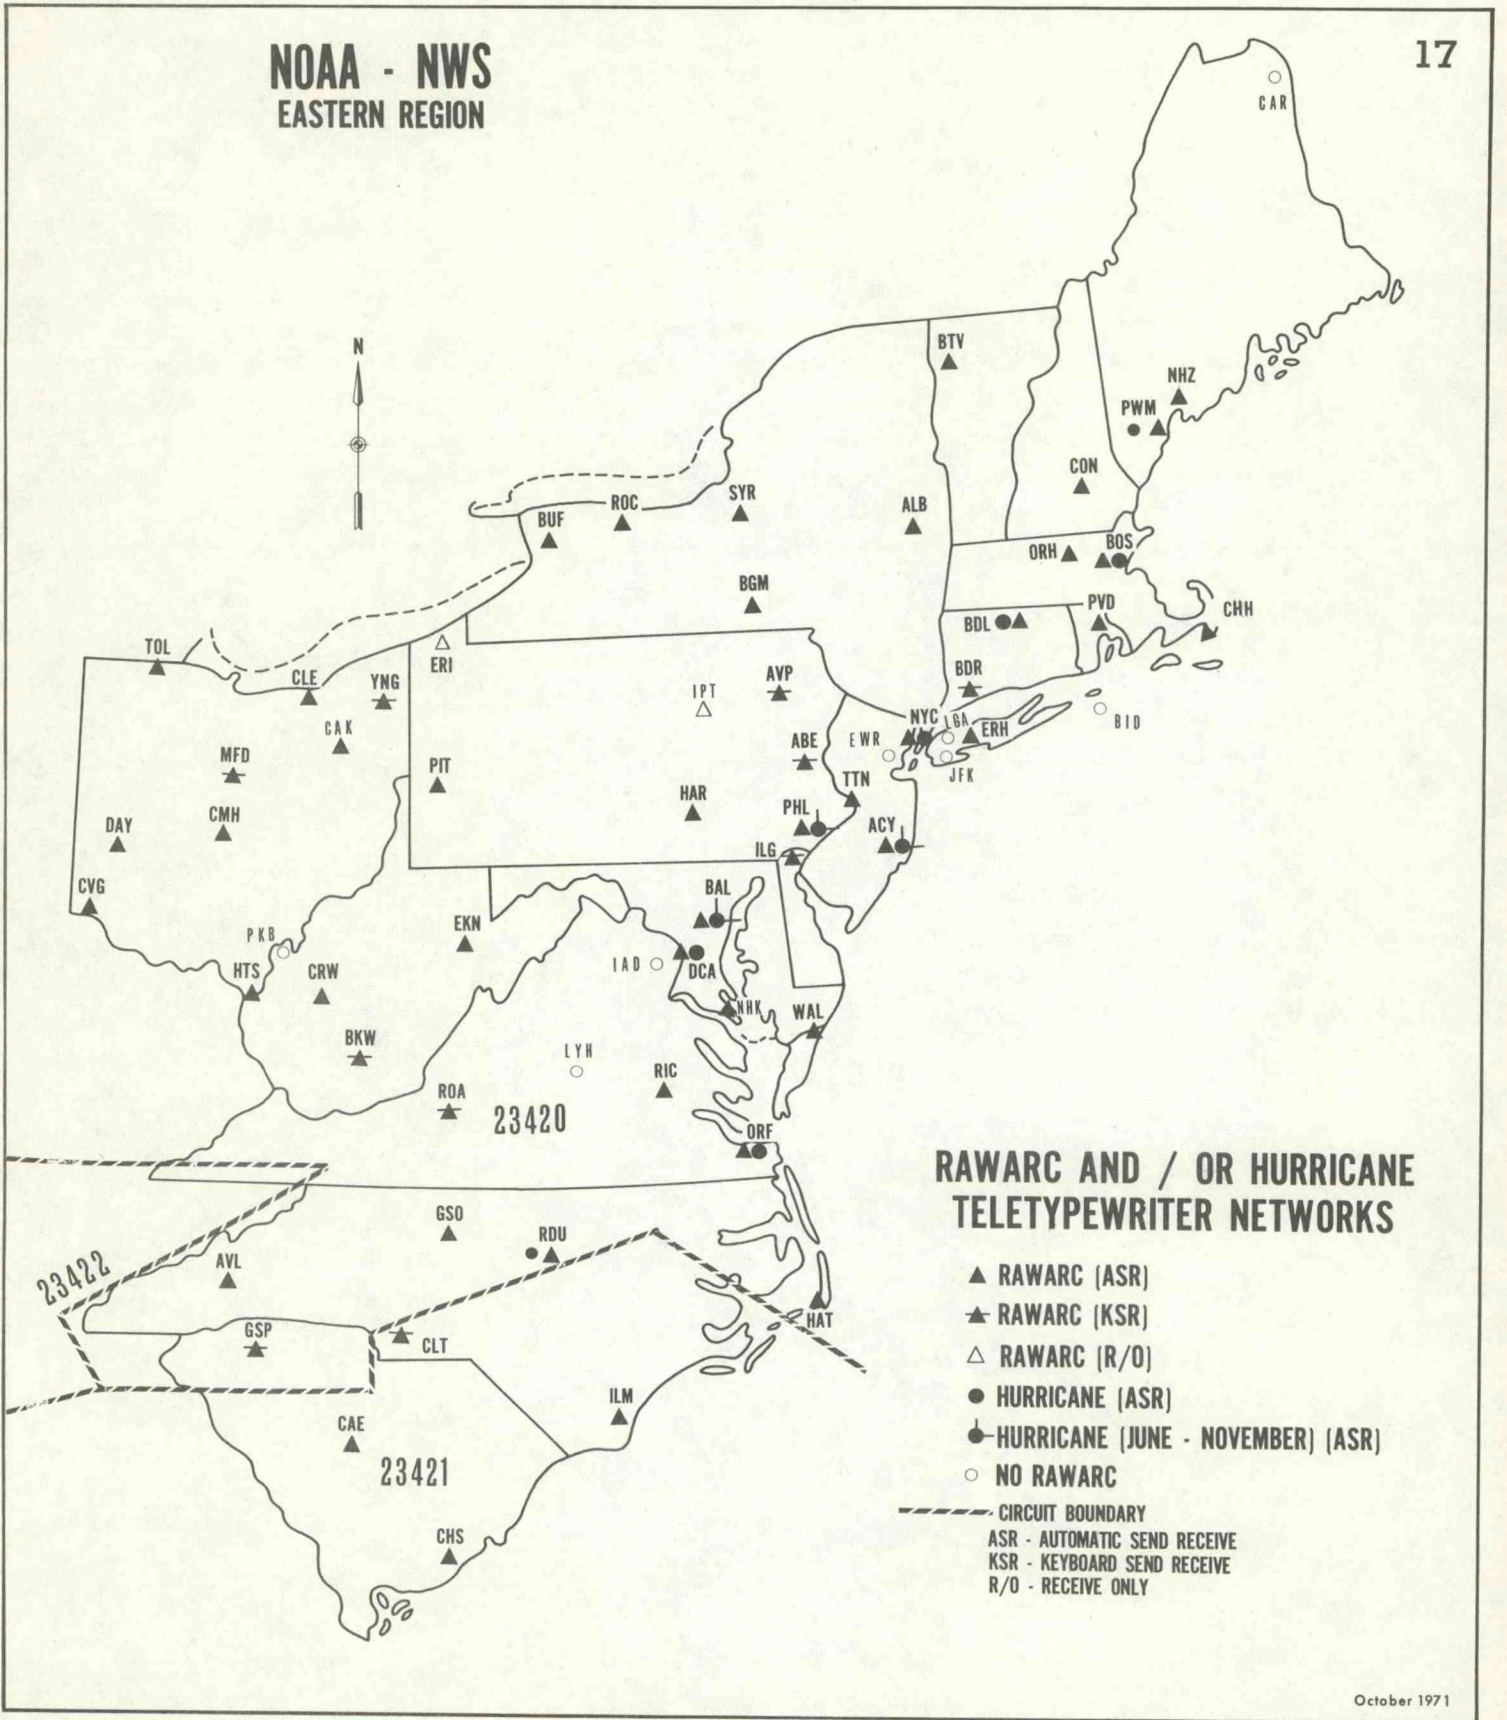 17
NOAA - NWS
EASTERN REGION
CAR
N
BTV
NHZ
PWM
CON
SYR
ROC
ALB
BUF
ORH
BOS
BGM
PVD
CHH
BDL
TOL
ERI
BDR
CLE
YNG
AVP
IPT
NYC
LGA
ERH
BID
CAK
EWR
ABE
MFD
PIT
TTN
JFK
HAR
PHL
CMH
DAY
ACY
ILG
CVG
BAL
EKN
PKB
IAD
HTS
CRW
DCA
NHK
WAL
BKW
LYH
RIC
ROA
23420
ORF
RAWARC AND / OR HURRICANE
TELETYPEWRITER NETWORKS
GSO
RDU
AVL
23422
RAWARC (ASR)
RAWARC (KSR)
HAT
GSP
CLT
RAWARC (R/O)
HURRICANE (ASR)
ILM
CAE
HURRICANE (JUNE - NOVEMBER) (ASR)
23421
NO RAWARC
CIRCUIT BOUNDARY
CHS
ASR - AUTOMATIC SEND RECEIVE
KSR - KEYBOARD SEND RECEIVE
R/O - RECEIVE ONLY
October 1971